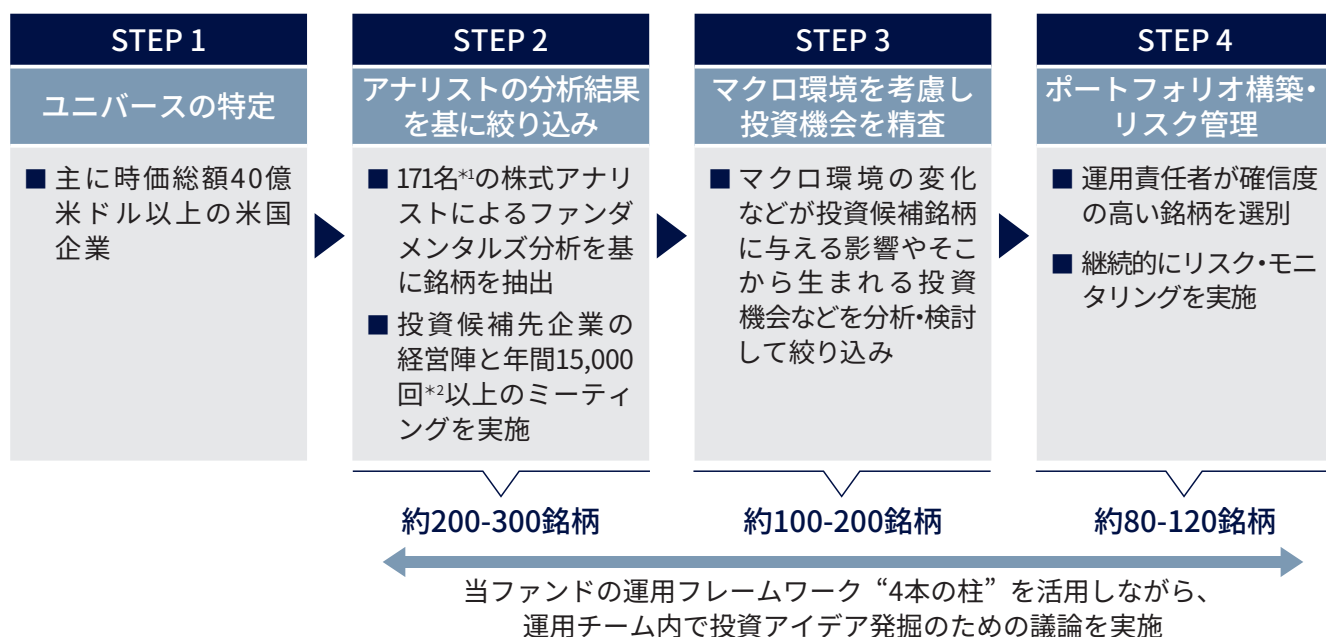 STEP 1
ユニバースの特定
■ 主に時価総額40億
米ドル以上の米国
企業
STEP 2
アナリストの分析結果
を基に絞り込み
■ 171名*1の株式アナリ
ストによるファンダ
メンタルズ分析を基
に銘柄を抽出
■ 投資候補先企業の
経営陣と年間15,000
回*2以上のミーティ
ングを実施
約200-300銘柄
STEP 3
マクロ環境を考慮し
投資機会を精査
■ マクロ環境の変化
などが投資候補銘柄
に与える影響やそこ
から生まれる投資
機会などを分析・検討
して絞り込み
約100-200銘柄
STEP 4
ポートフォリオ構築・
リスク管理
■ 運用責任者が確信度
の高い銘柄を選別
■ 継続的にリスク・モニ
タリングを実施
約80-120銘柄
当ファンドの運用フレームワーク“4本の柱”を活用しながら、
運用チーム内で投資アイデア発掘のための議論を実施